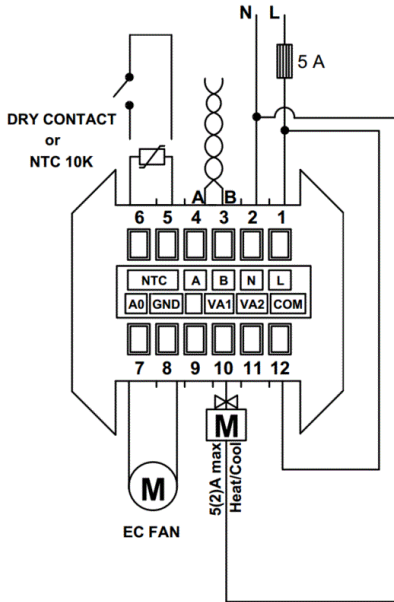 N L
5 A
DRY CONTACT
or
NTC 10K
A B
6 5 4 3 2 1
NTC A B N L
A0 GND VA1 VA2 COM
7 8 9 10 11 12
M
M
5(2)A max
Heat/Cool
EC FAN